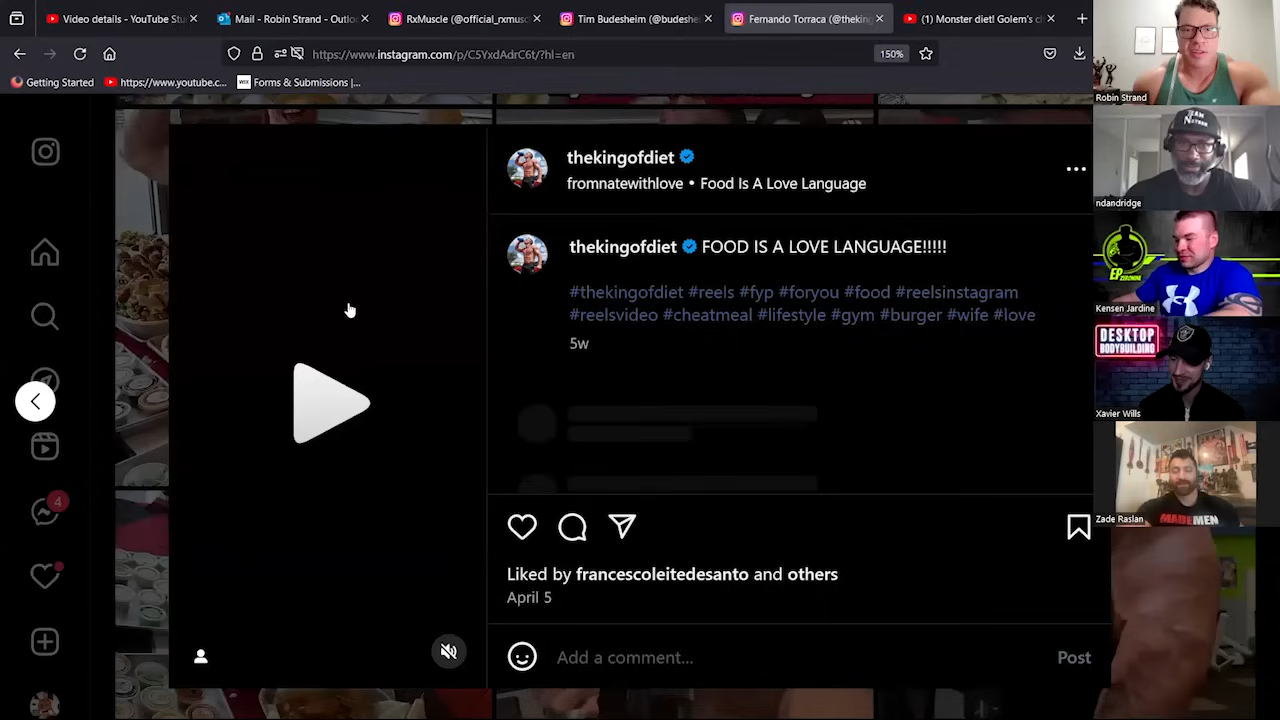 Video details - YouTube Stu
Mail - Robin Strand - Outloo
RxMuscle (@official_rxmusc
Tim Budesheim (@budeshe
Fernando Torraca (@theking
(1) Monster diet! Golem's cl
https://www.instagram.com/p/C5YxdAdrC6t/?hl=en
150%
Getting Started
https://www.youtube.c...
Forms & Submissions |...
Robin Strand
thekingofdiet
fromnatewithlove • Food Is A Love Language
ndandridge
thekingofdiet FOOD IS A LOVE LANGUAGE!!!!!
#thekingofdiet #reels #fyp #foryou #food #reelsinstagram
#reelsvideo #cheatmeal #lifestyle #gym #burger #wife #love
5w
EP
Kensen Jardine
DESKTOP
BODYBUILDING
Xavier Wills
4
MADE MEN
Zade Raslan
Liked by francescoleitedesanto and others
April 5
Add a comment...
Post